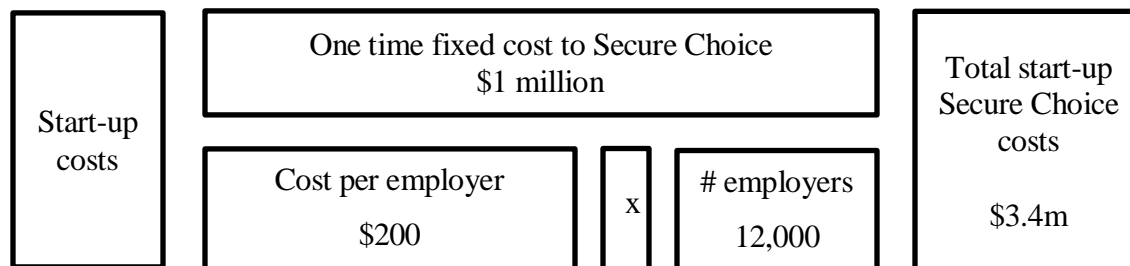 Start-up
costs
One time fixed cost to Secure Choice
$1 million
Cost per employer
$200
x
# employers
12,000
Total start-up
Secure Choice
costs
$3.4m